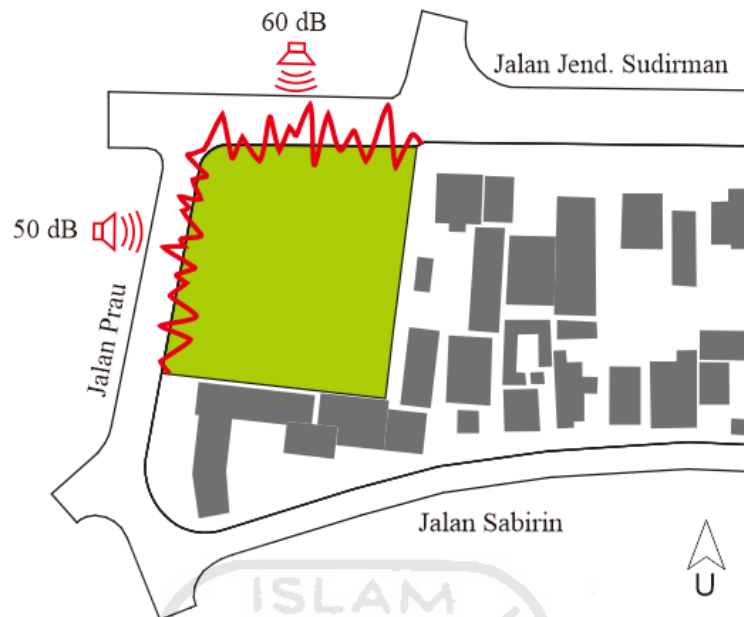 60 dB
Jalan Jend. Sudirman
50 dB
Jalan Prau
Jalan Sabirin
U
ISLAM